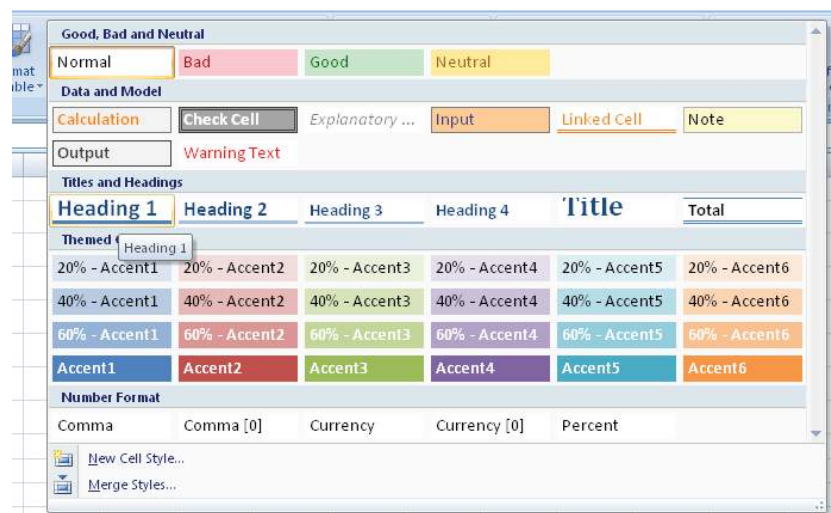 Good, Bad and Neutral
mat
Normal Bad Good Neutral
Data and Model
Calculation Check Cell Explanatory ... Input Linked Cell Note
Output Warning Text
Titles and Headings
Heading 1 Heading 2 Heading 3 Heading 4 Title Total
Themed
Heading 1
20% - Accent1 20% - Accent2 20% - Accent3 20% - Accent4 20% - Accent5 20% - Accent6
40% - Accent1 40% - Accent2 40% - Accent3 40% - Accent4 40% - Accent5 40% - Accent6
60% - Accent1 60% - Accent2 60% - Accent3 60% - Accent4 60% - Accent5 60% - Accent6
Accent1 Accent2 Accent3 Accent4 Accent5 Accent6
Number Format
Comma Comma [0] Currency Currency [0] Percent
New Cell Style...
Merge Styles...